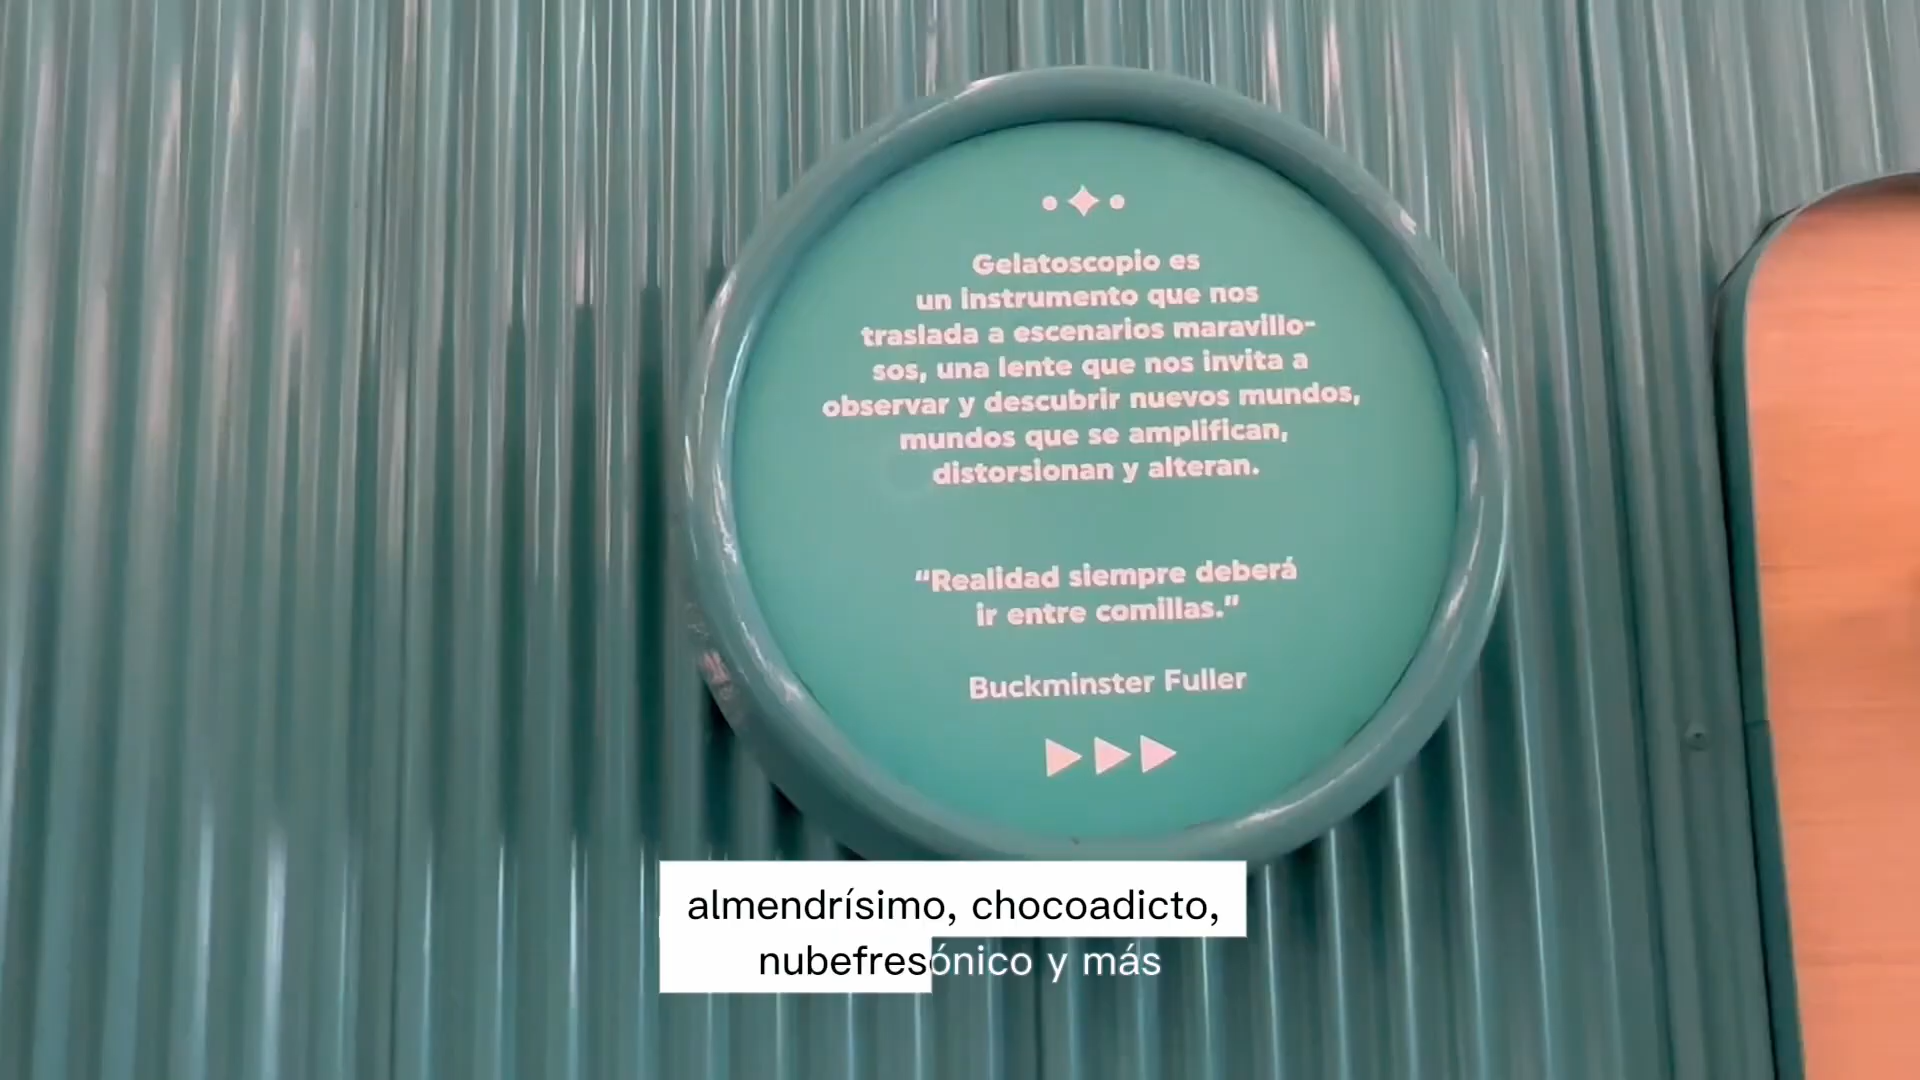 Gelatoscopio es
un instrumento que nos
traslada a escenarios maravillo-
sos, una lente que nos invita a
observar y descubrir nuevos mundos,
mundos que se amplifican,
distorsionan y alteran.
“Realidad siempre deberá
ir entre comillas.”
Buckminster Fuller
almendrísimo, chocoadicto,
nubefresónico y más